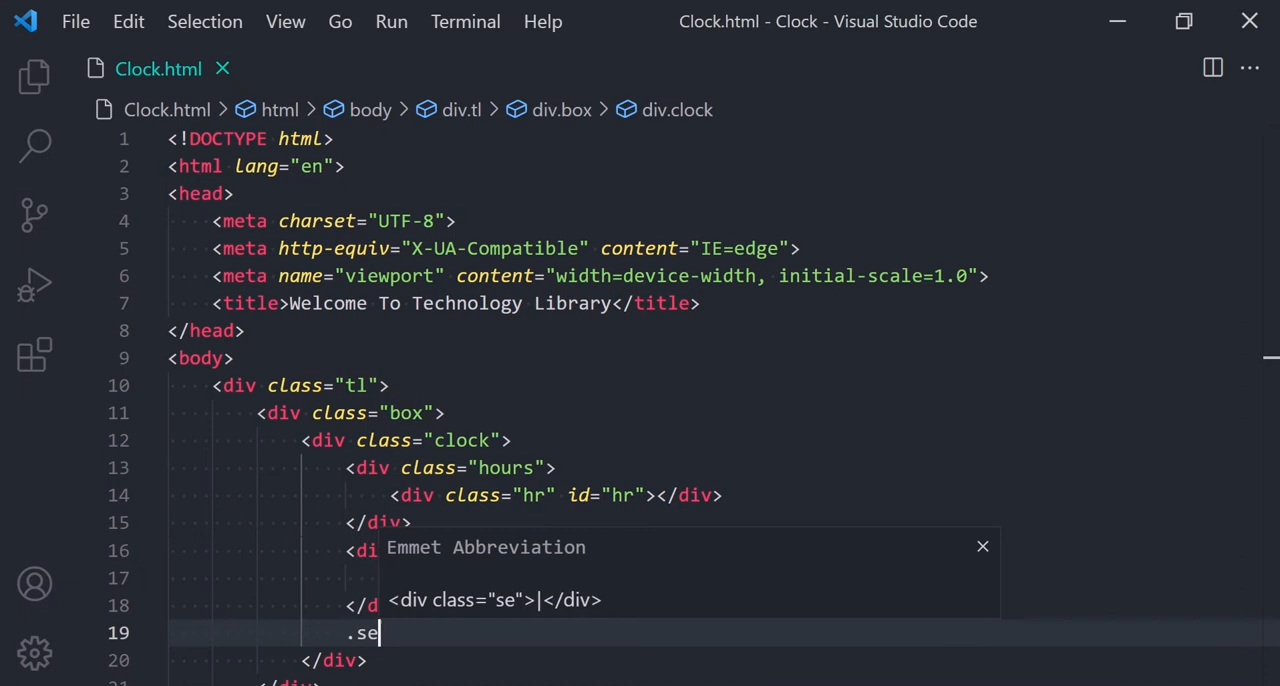 File Edit Selection View Go Run Terminal Help Clock.html - Clock - Visual Studio Code
Clock.html
Clock.html > html > body > div.tl > div.box > div.clock
1 <!DOCTYPE html>
2 <html lang="en">
3 <head>
4 <meta charset="UTF-8">
5 <meta http-equiv="X-UA-Compatible" content="IE=edge">
6 <meta name="viewport" content="width=device-width, initial-scale=1.0">
7 <title>Welcome To Technology Library</title>
8 </head>
9 <body>
10 <div class="tl">
11 <div class="box">
12 <div class="clock">
13 <div class="hours">
14 <div class="hr" id="hr"></div>
15 </div>
16 <di
Emmet Abbreviation
17
<div class="se">|</div>
18 </d
19 .se
20 </div>
21 </div>